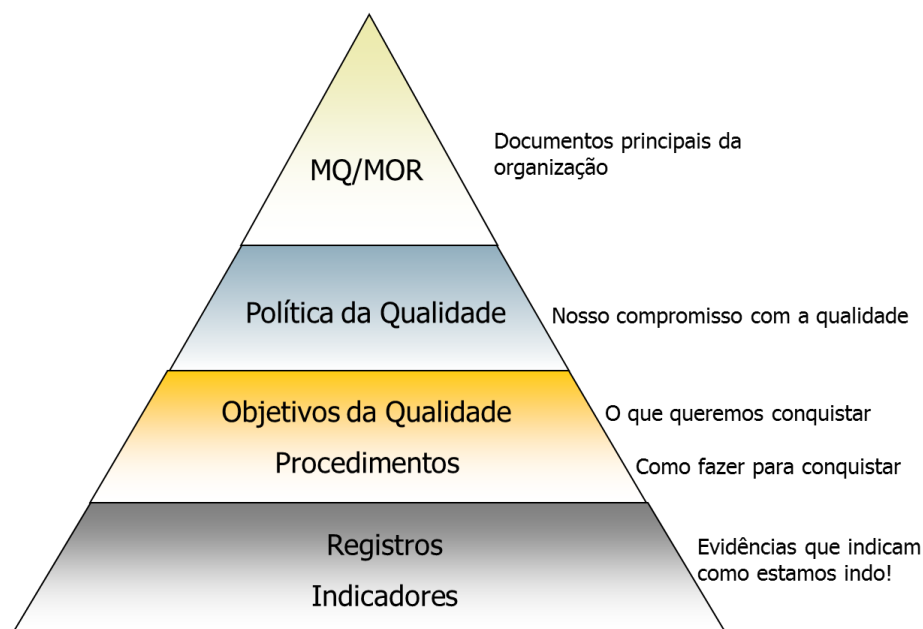 MQ/MOR
Documentos principais da
organização
Política da Qualidade
Nosso compromisso com a qualidade
Objetivos da Qualidade
O que queremos conquistar
Procedimentos
Como fazer para conquistar
Registros
Evidências que indicam
como estamos indo!
Indicadores